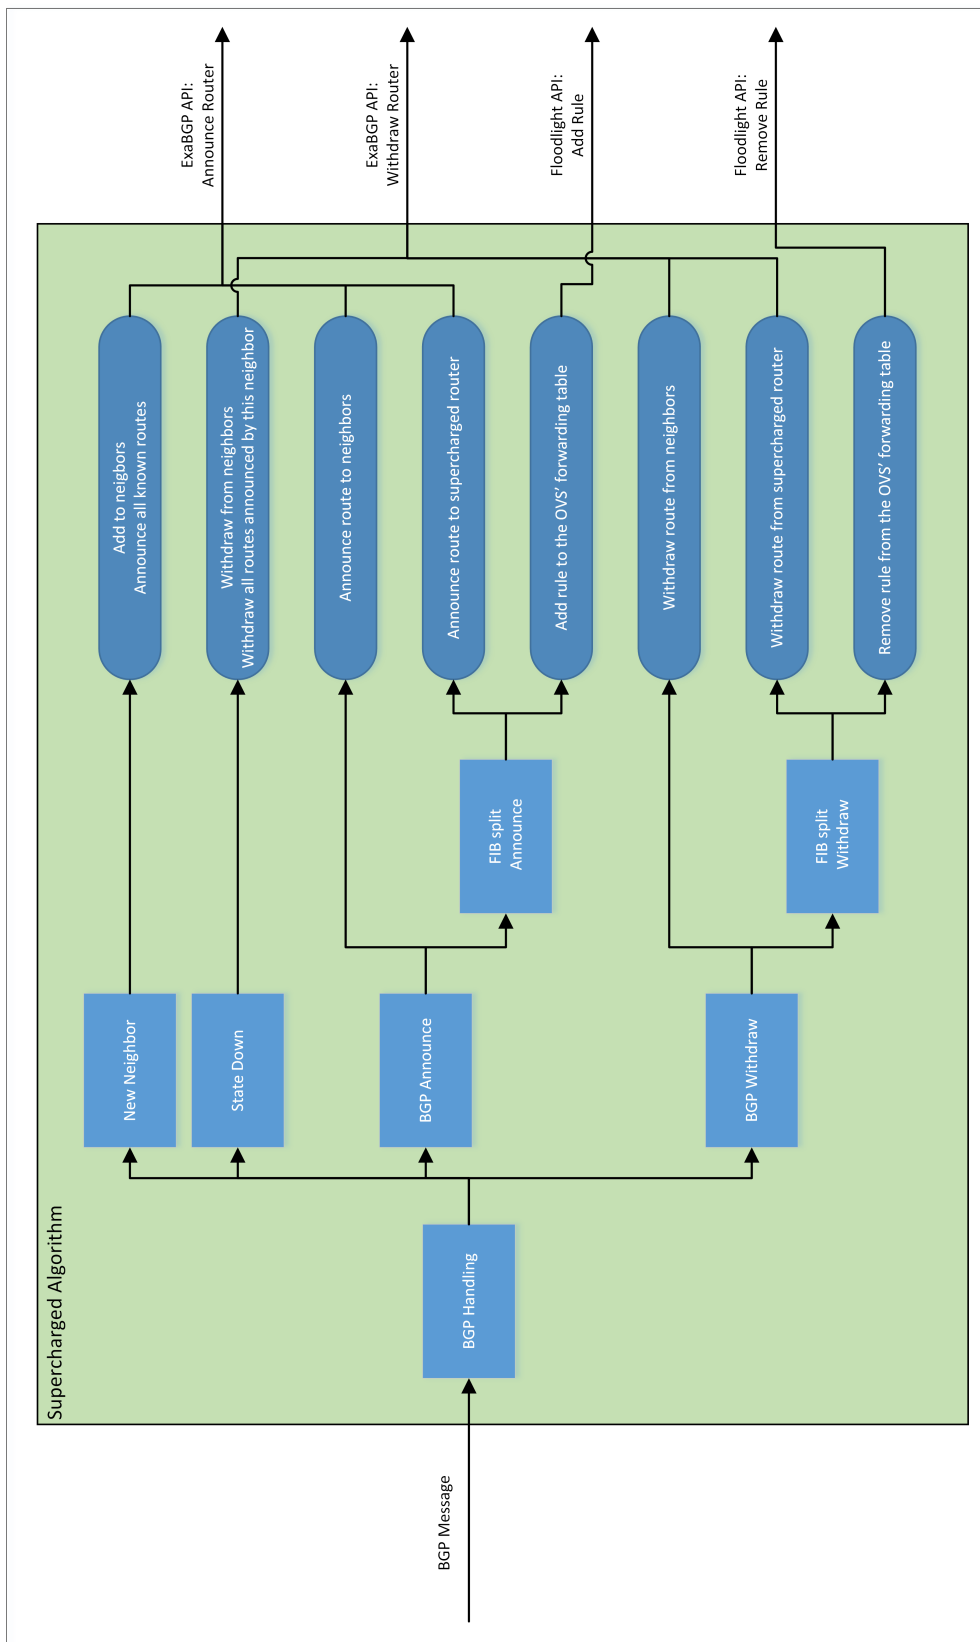 Supercharged Algorithm
BGP Message
BGP Handling
New Neighbor
State Down
BGP Announce
BGP Withdraw
FIB split
Announce
FIB split
Withdraw
Add to neigbors
Announce all known routes
Withdraw from neighbors
Withdraw all routes announced by this neighbor
Announce route to neighbors
Announce route to supercharged router
Add rule to the OVS’ forwarding table
Withdraw route from neighbors
Withdraw route from supercharged router
Remove rule from the OVS’ forwarding table
ExaBGP API:
Announce Router
ExaBGP API:
Withdraw Router
Floodlight API:
Add Rule
Floodlight API:
Remove Rule